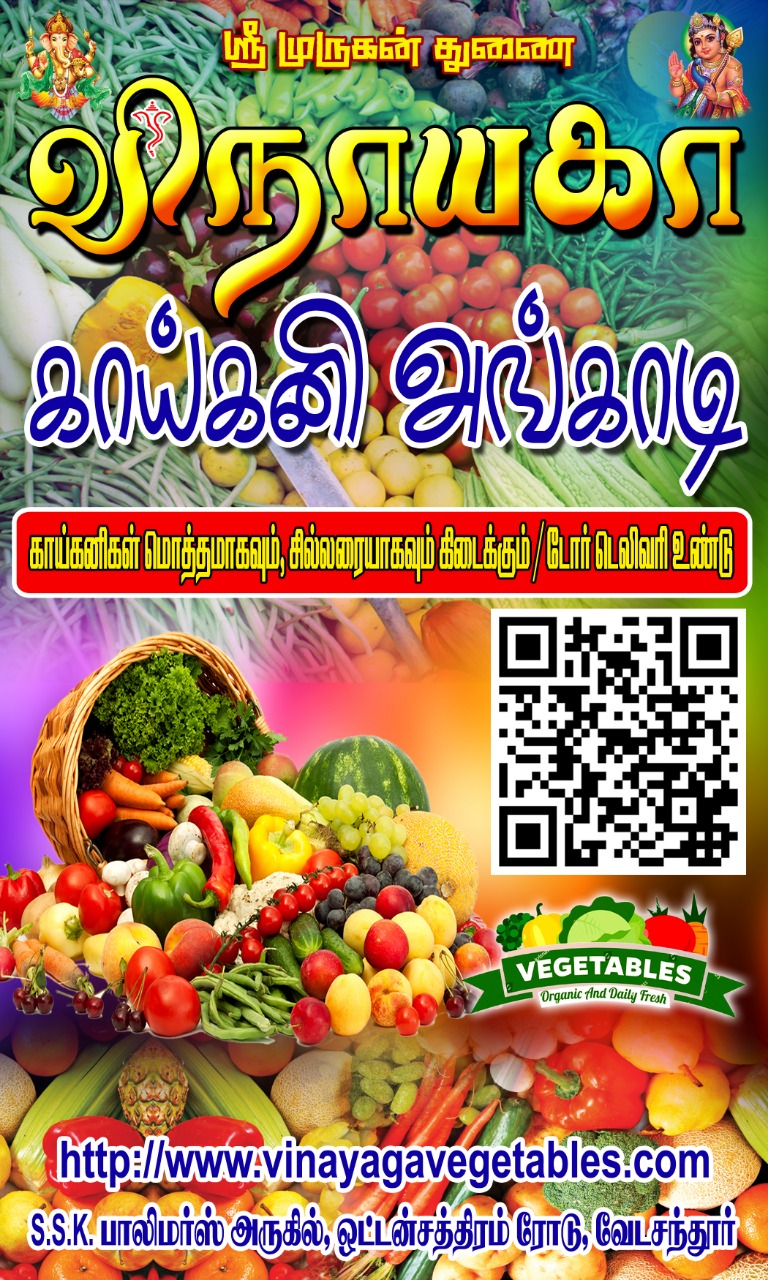 ஸ்ரீ முருகன் துணை
விநாயகா
காய்கனி அங்காடி
காய்கனிகள் மொத்தமாகவும், சில்லரையாகவும் கிடைக்கும் / டோர் டெலிவரி உண்டு
VEGETABLES
Organic And Daily Fresh
http://www.vinayagavegetables.com
S.S.K. பாலிமர்ஸ் அருகில், ஒட்டன்சத்திரம் ரோடு, வேடசந்தூர்